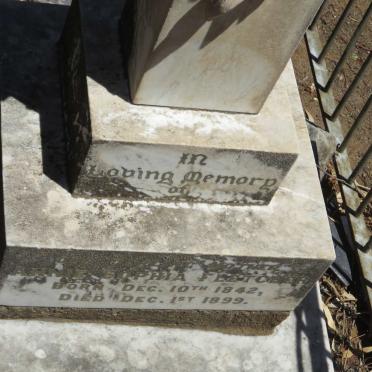 In
Loving Memory
of
BORN DEC. 10TH 1842,
DIED DEC. 1ST 1899.